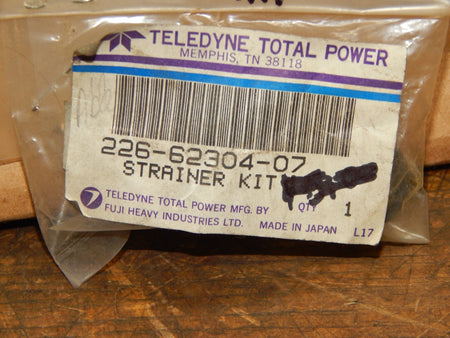 TELEDYNE TOTAL POWER
MEMPHIS, TN 38118
226-62304-07
STRAINER KIT
TELEDYNE TOTAL POWER MFG. BY QTY 1
FUJI HEAVY INDUSTRIES LTD. MADE IN JAPAN L17